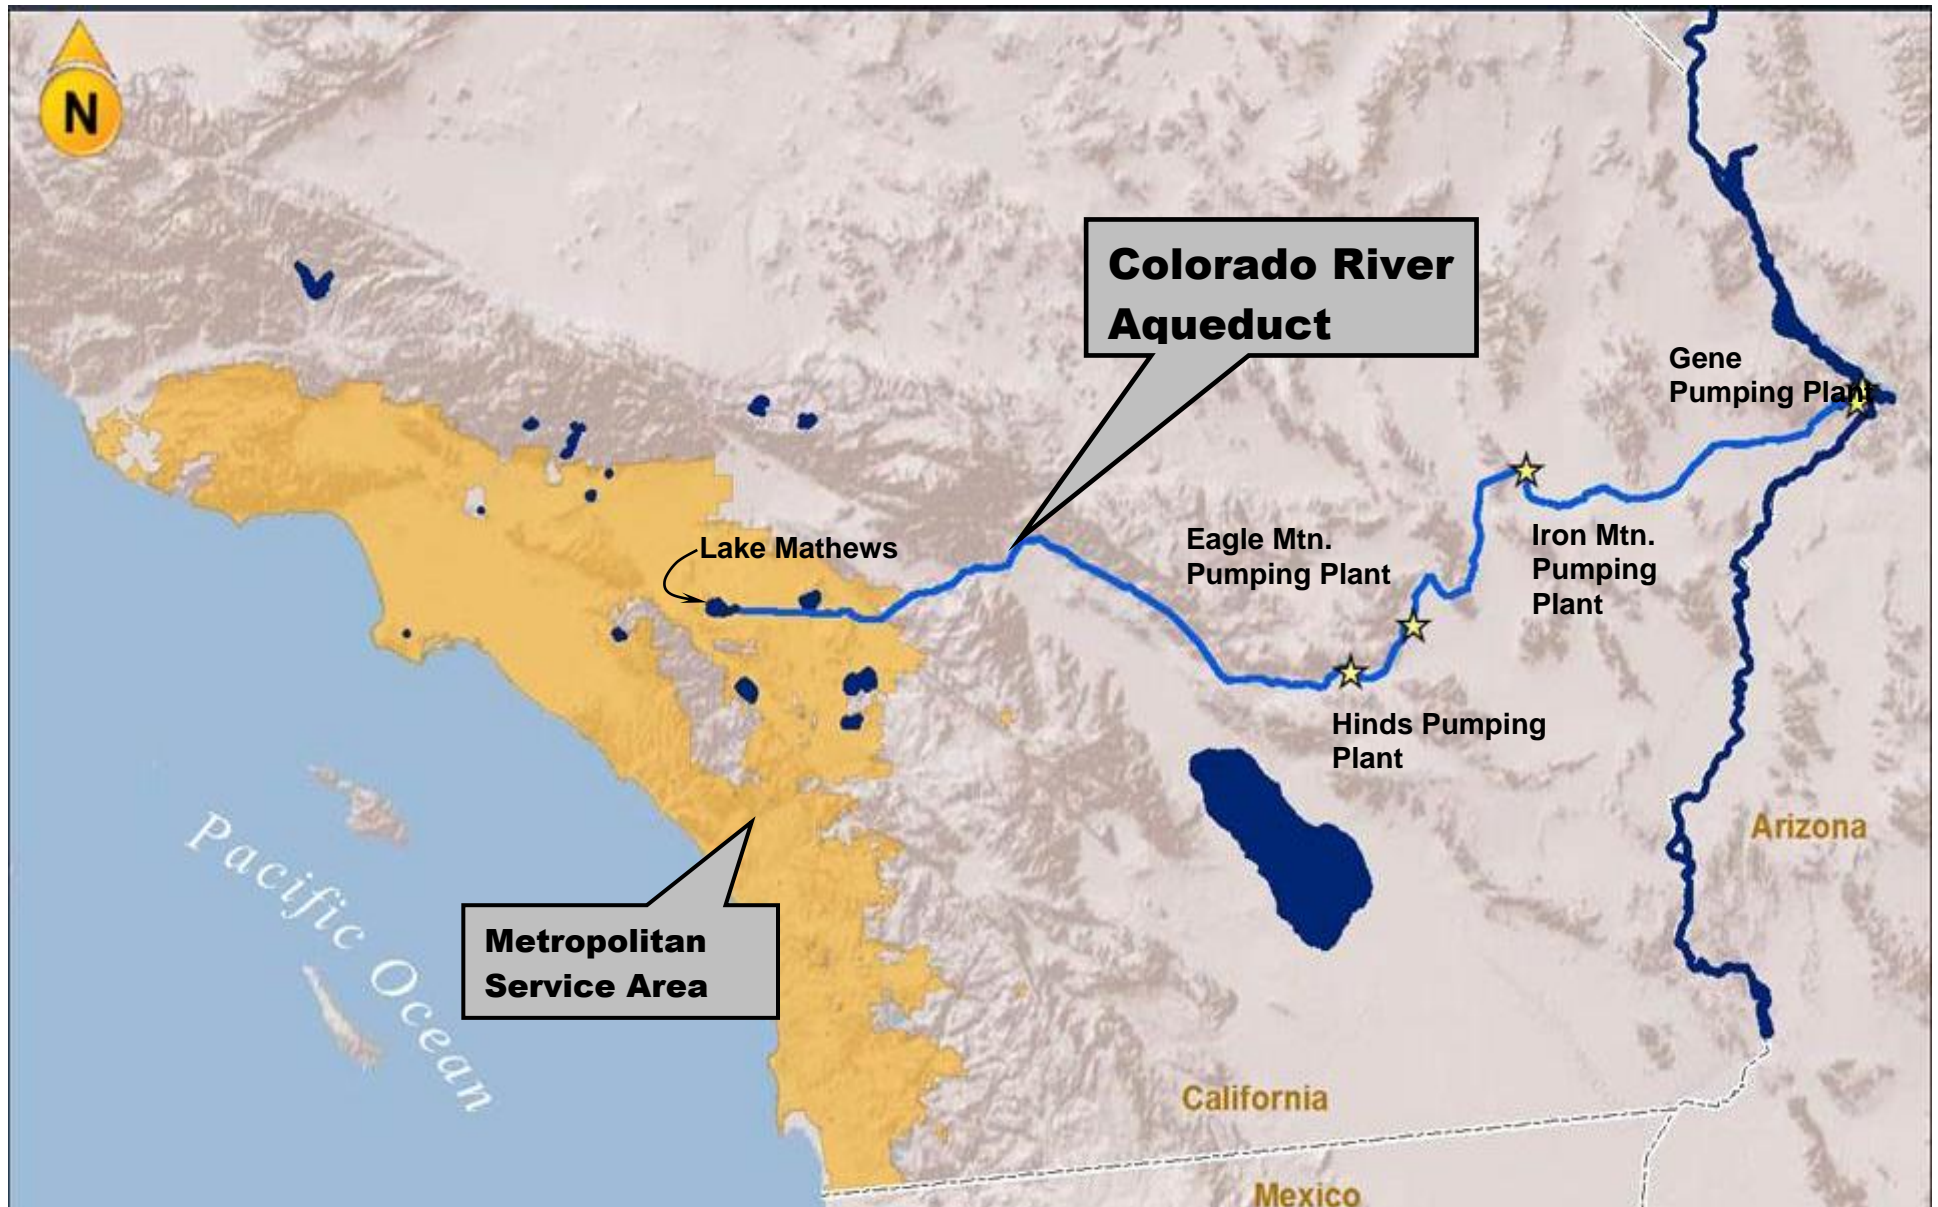 N
Colorado River
Aqueduct
Gene
Pumping Plant
Lake Mathews
Eagle Mtn.
Pumping Plant
Iron Mtn.
Pumping
Plant
Hinds Pumping
Plant
Arizona
Pacific Ocean
Metropolitan
Service Area
California
Mexico